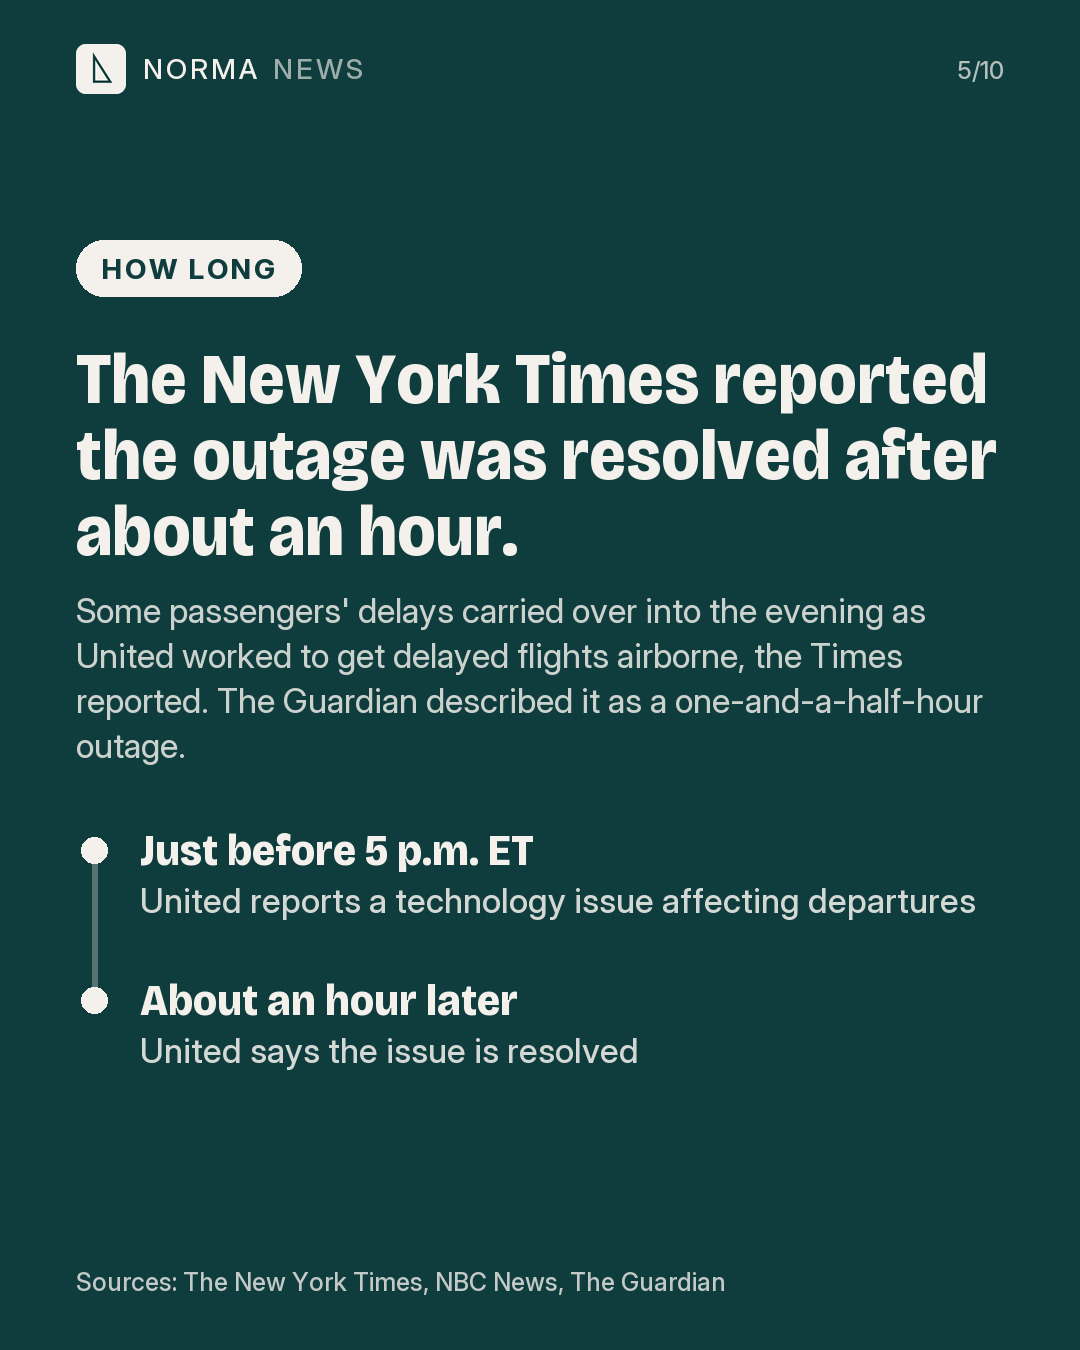 NORMA NEWS
5/10
HOW LONG
The New York Times reported
the outage was resolved after
about an hour.
Some passengers' delays carried over into the evening as
United worked to get delayed flights airborne, the Times
reported. The Guardian described it as a one-and-a-half-hour
outage.
Just before 5 p.m. ET
United reports a technology issue affecting departures
About an hour later
United says the issue is resolved
Sources: The New York Times, NBC News, The Guardian